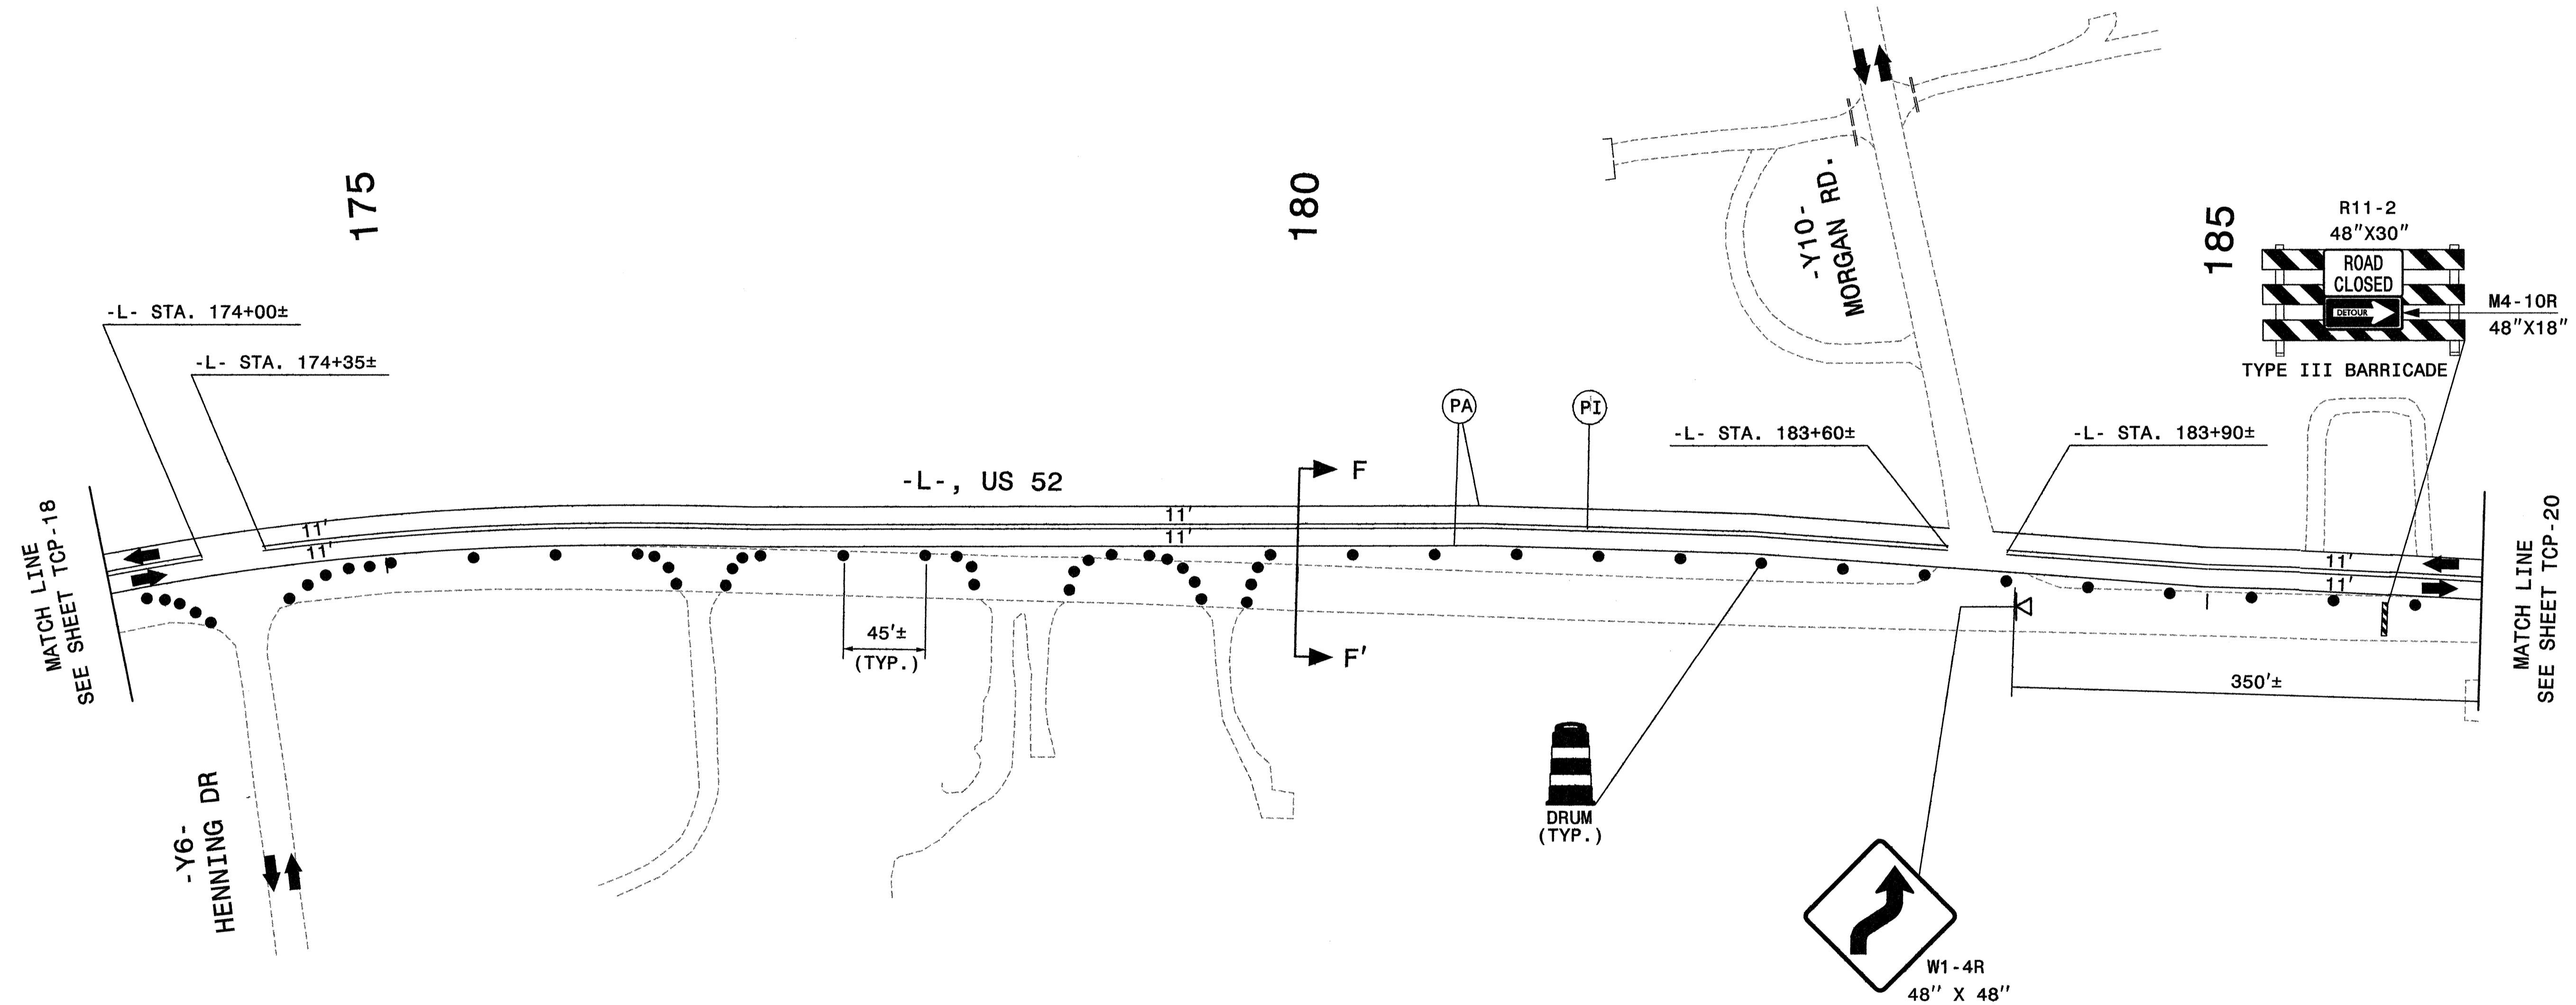 175
180
185
-L- STA. 174+00±
-L- STA. 174+35±
-Y10-
MORGAN RD.
R11-2
48"X30"
ROAD
CLOSED
DETOUR
M4-10R
48"X18"
TYPE III BARRICADE
PA
PI
-L- STA. 183+60±
-L- STA. 183+90±
-L-, US 52
F
F'
11'
11'
11'
11'
11'
11'
MATCH LINE
SEE SHEET TCP-18
MATCH LINE
SEE SHEET TCP-20
45'±
(TYP.)
350'±
-Y6-
HENNING DR
DRUM
(TYP.)
W1-4R
48" X 48"